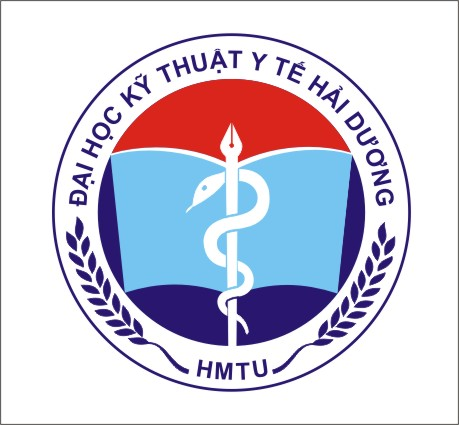 ĐẠI HỌC KỸ THUẬT Y TẾ HẢI DƯƠNG
HMTU